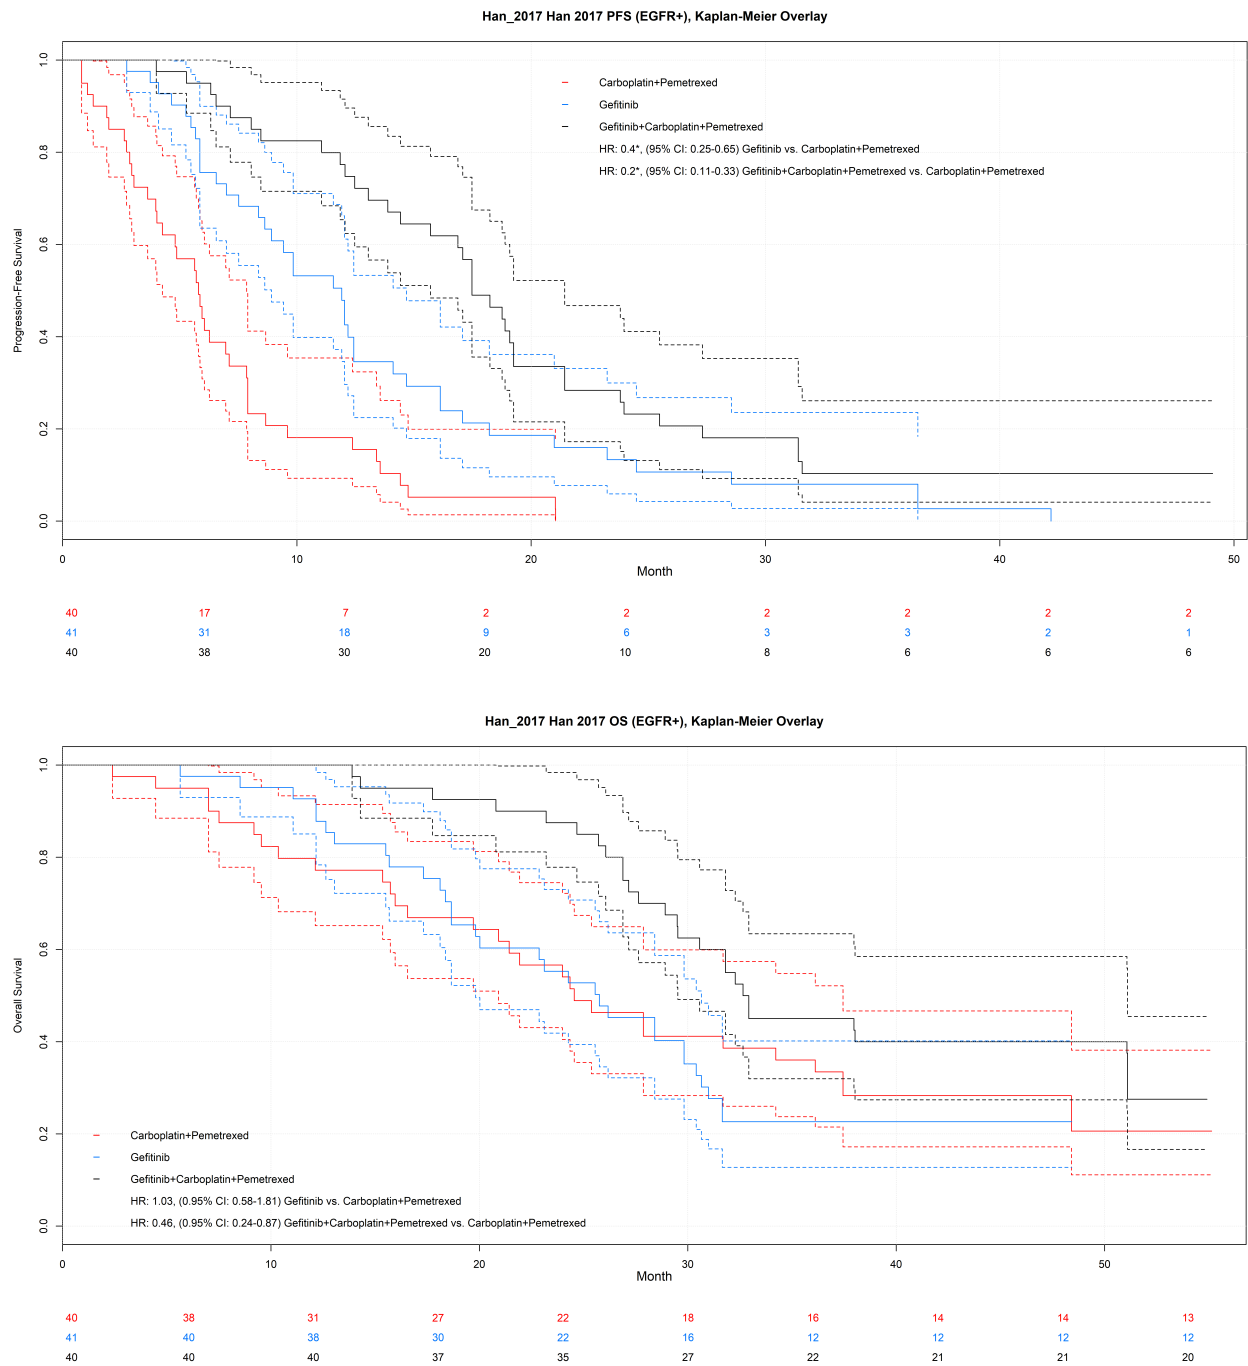 Han_2017 Han 2017 PFS (EGFR+), Kaplan-Meier Overlay
Carboplatin+Pemetrexed
Gefitinib
Gefitinib+Carboplatin+Pemetrexed
HR: 0.4*, (95% CI: 0.25-0.65) Gefitinib vs. Carboplatin+Pemetrexed
HR: 0.2*, (95% CI: 0.11-0.33) Gefitinib+Carboplatin+Pemetrexed vs. Carboplatin+Pemetrexed
Progression-Free Survival
1.0
0.8
0.6
0.4
0.2
0.0
0 10 20 30 40 50
Month
40 17 7 2 2 2 2 2 2
41 31 18 9 6 3 3 2 1
40 38 30 20 10 8 6 6 6
Han_2017 Han 2017 OS (EGFR+), Kaplan-Meier Overlay
Overall Survival
1.0
0.8
0.6
0.4
0.2
0.0
Carboplatin+Pemetrexed
Gefitinib
Gefitinib+Carboplatin+Pemetrexed
HR: 1.03, (0.95% CI: 0.58-1.81) Gefitinib vs. Carboplatin+Pemetrexed
HR: 0.46, (0.95% CI: 0.24-0.87) Gefitinib+Carboplatin+Pemetrexed vs. Carboplatin+Pemetrexed
0 10 20 30 40 50
Month
40 38 31 27 22 18 16 14 14 13
41 40 38 30 22 16 12 12 12 12
40 40 40 37 35 27 22 21 21 20